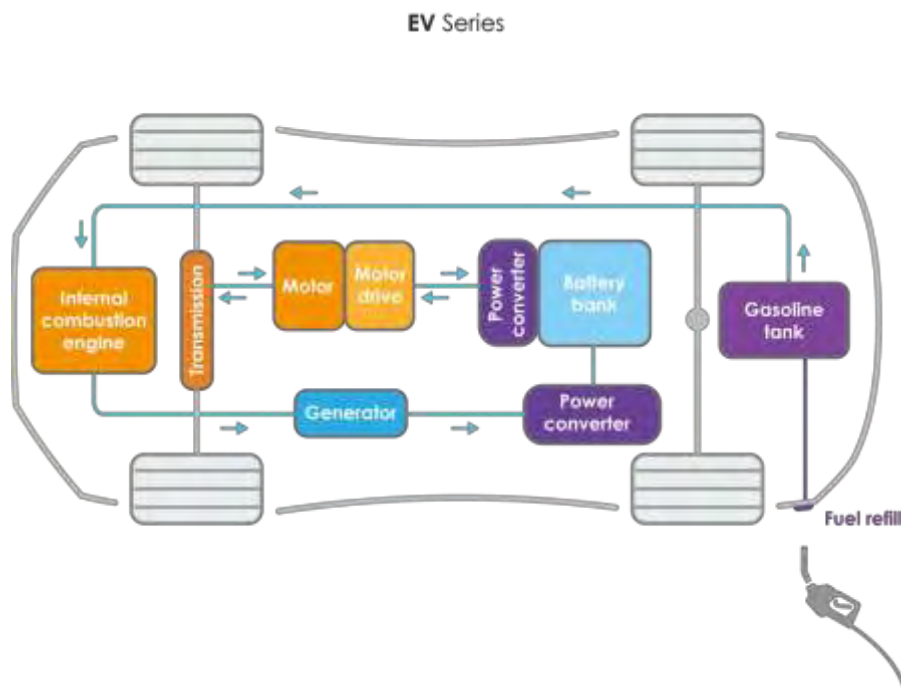 EV Series
Internal
combustion
engine
Transmission
Motor
Motor
drive
Power
converter
Battery
bank
Gasoline
tank
Generator
Power
converter
Fuel refill